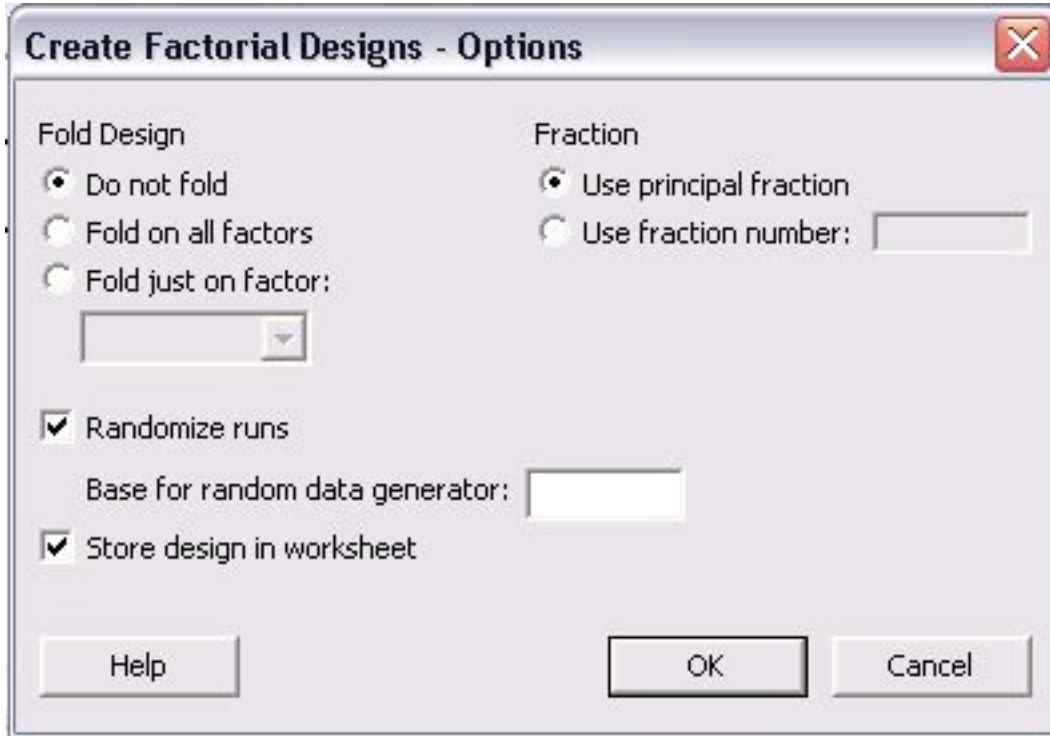 Create Factorial Designs - Options
Fold Design
Do not fold
Fold on all factors
Fold just on factor:
Fraction
Use principal fraction
Use fraction number:
Randomize runs
Base for random data generator:
Store design in worksheet
Help
OK
Cancel